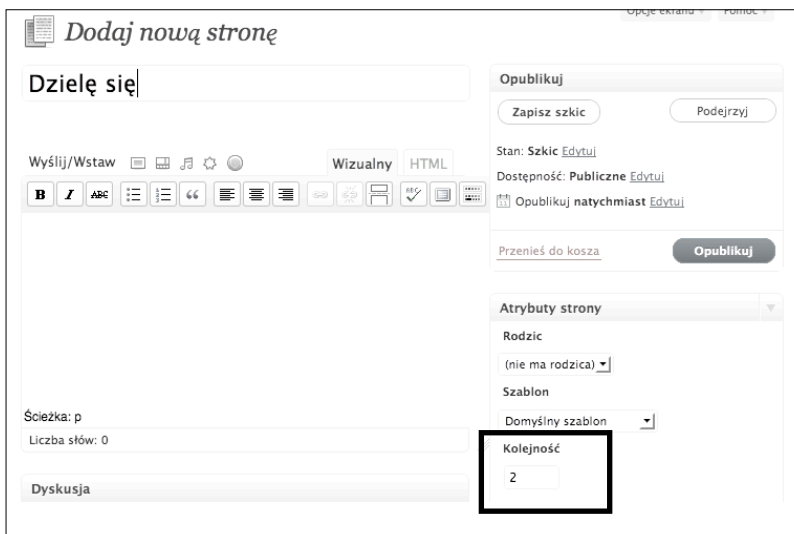 Opcje ekranu Pomoc
Dodaj nową stronę
Dzielę się
Wyślij/Wstaw
Wizualny HTML
B I ABC
ABC
Ścieżka: p
Liczba słów: 0
Dyskusja
Opublikuj
Zapisz szkic Podejrzyj
Stan: Szkic Edytuj
Dostępność: Publiczne Edytuj
Opublikuj natychmiast Edytuj
Przenieś do kosza Opublikuj
Atrybuty strony
Rodzic
(nie ma rodzica)
Szablon
Domyślny szablon
Kolejność
2